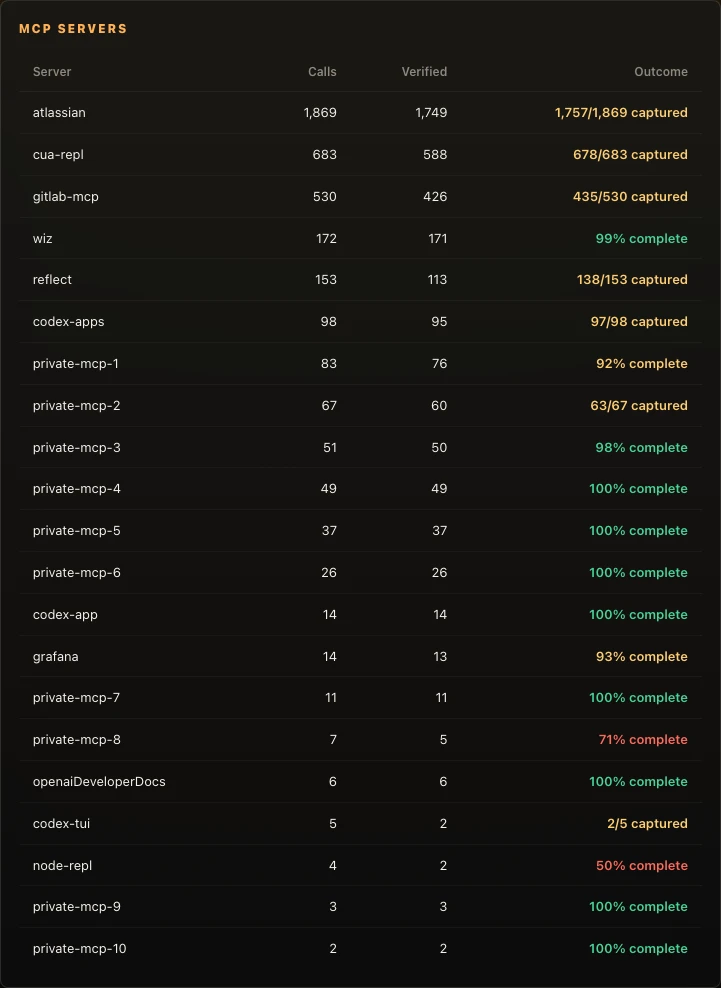 MCP SERVERS
Server Calls Verified Outcome
atlassian 1,869 1,749 1,757/1,869 captured
cua-repl 683 588 678/683 captured
gitlab-mcp 530 426 435/530 captured
wiz 172 171 99% complete
reflect 153 113 138/153 captured
codex-apps 98 95 97/98 captured
private-mcp-1 83 76 92% complete
private-mcp-2 67 60 63/67 captured
private-mcp-3 51 50 98% complete
private-mcp-4 49 49 100% complete
private-mcp-5 37 37 100% complete
private-mcp-6 26 26 100% complete
codex-app 14 14 100% complete
grafana 14 13 93% complete
private-mcp-7 11 11 100% complete
private-mcp-8 7 5 71% complete
openaiDeveloperDocs 6 6 100% complete
codex-tui 5 2 2/5 captured
node-repl 4 2 50% complete
private-mcp-9 3 3 100% complete
private-mcp-10 2 2 100% complete